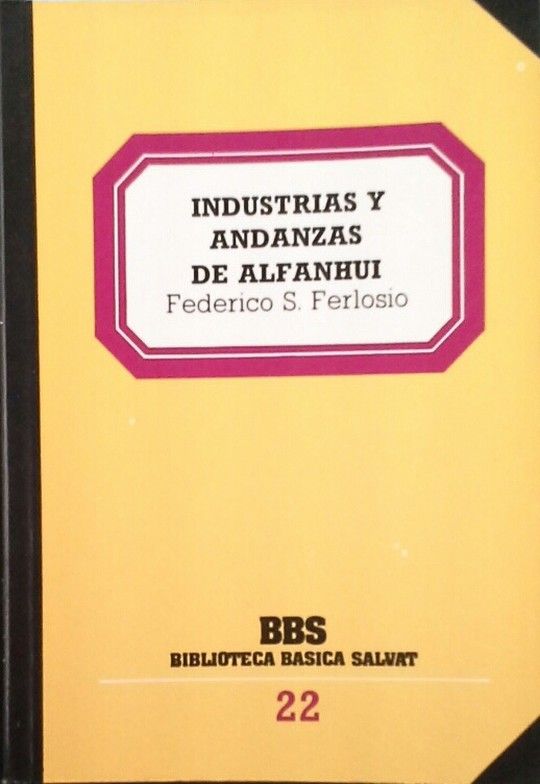 INDUSTRIAS Y
ANDANZAS
DE ALFANHUI
Federico S. Ferlosio
BBS
BIBLIOTECA BASICA SALVAT
22